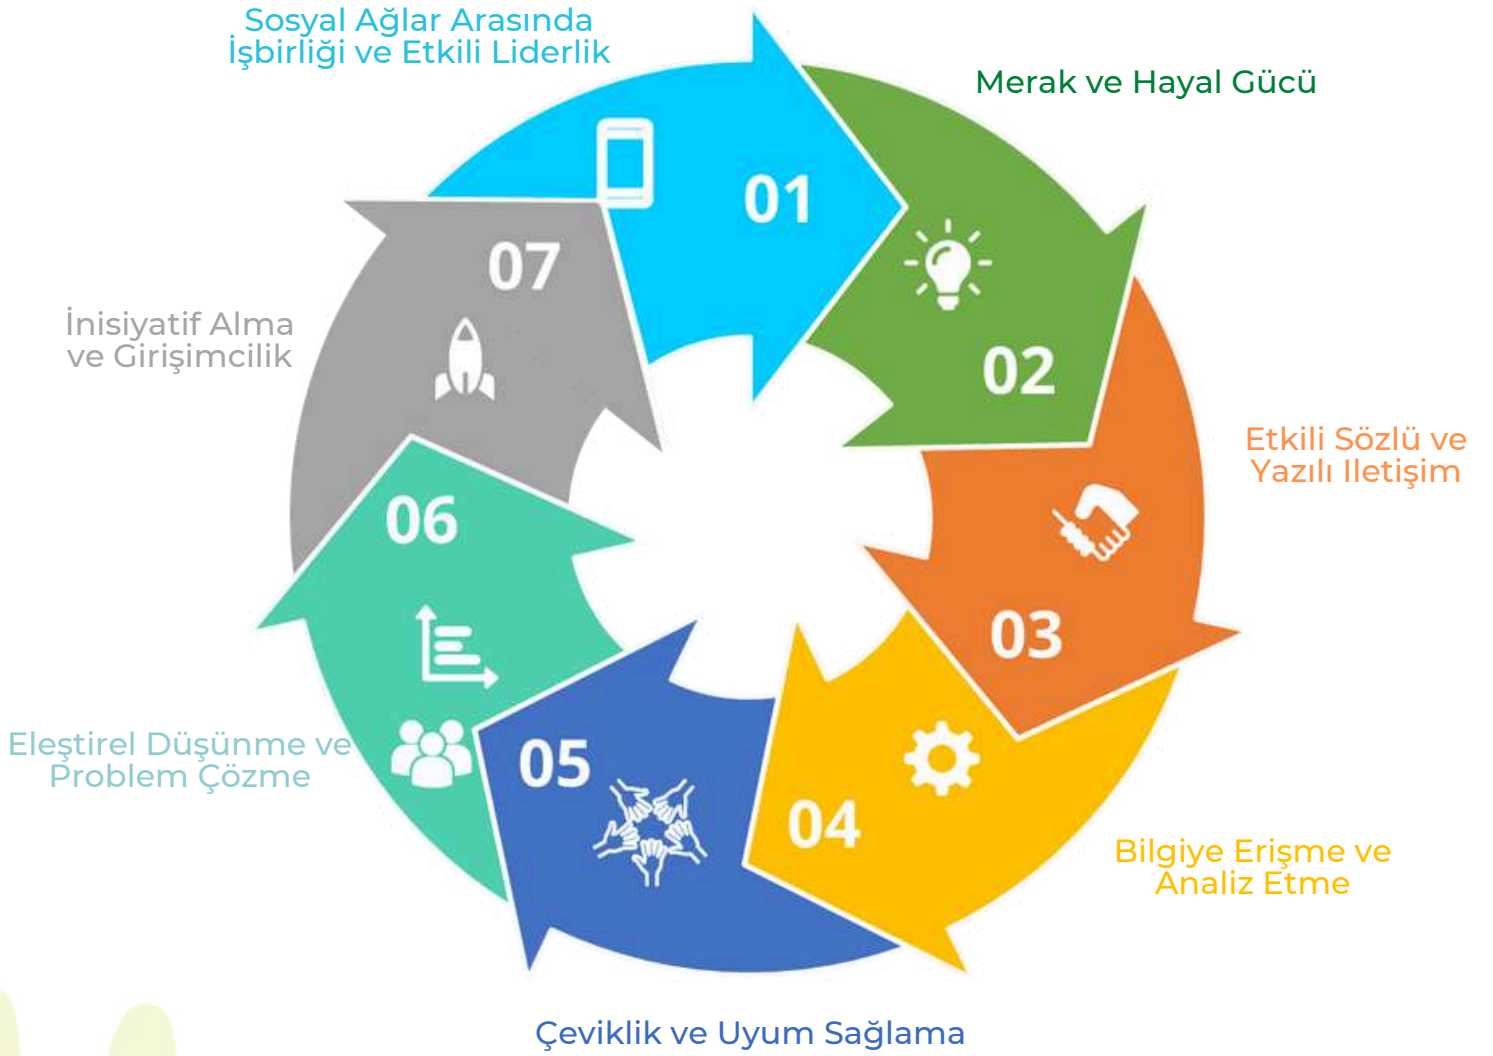 Sosyal Ağlar Arasında
İşbirliği ve Etkili Liderlik
01
Merak ve Hayal Gücü
02
Etkili Sözlü ve
Yazılı Iletişim
03
Bilgiye Erişme ve
Analiz Etme
04
Çeviklik ve Uyum Sağlama
05
Eleştirel Düşünme ve
Problem Çözme
06
İnisiyatif Alma
ve Girişimcilik
07